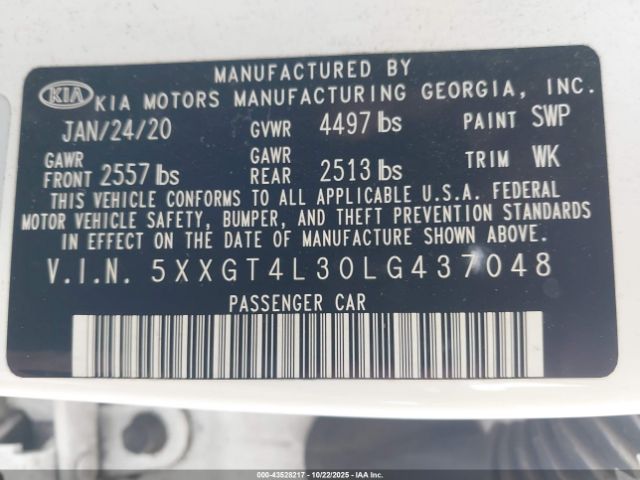 MANUFACTURED BY
KIA KIA MOTORS MANUFACTURING GEORGIA, INC.
JAN/24/20 GVWR 4497 lbs PAINT SWP
GAWR FRONT 2557 lbs GAWR REAR 2513 lbs TRIM WK
THIS VEHICLE CONFORMS TO ALL APPLICABLE U.S.A. FEDERAL
MOTOR VEHICLE SAFETY, BUMPER, AND THEFT PREVENTION STANDARDS
IN EFFECT ON THE DATE OF MANUFACTURE SHOWN ABOVE.
V.I.N. 5XXGT4L30LG437048
PASSENGER CAR
000-43528217 - 10/22/2025 - IAA, Inc.